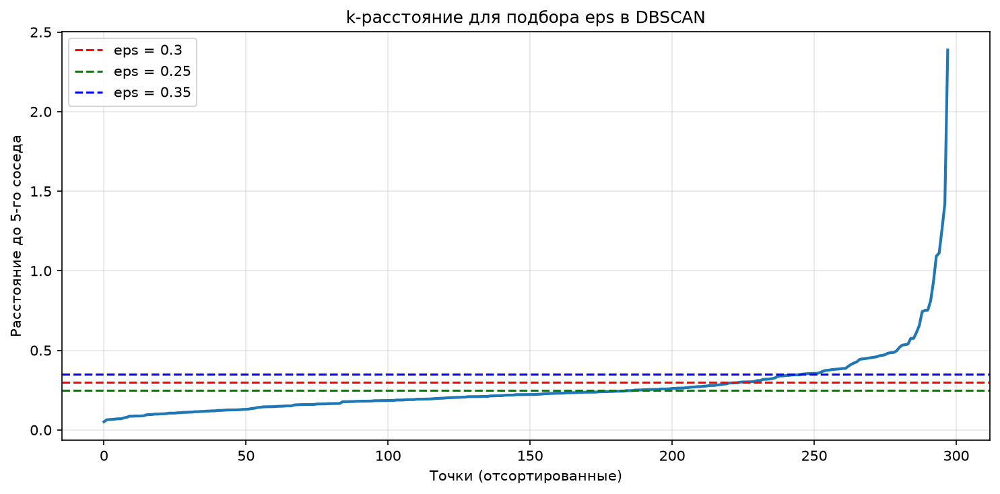 k-расстояние для подбора eps в DBSCAN
eps = 0.3
eps = 0.25
eps = 0.35
Расстояние до 5-го соседа
2.5
2.0
1.5
1.0
0.5
0.0
0 50 100 150 200 250 300
Точки (отсортированные)